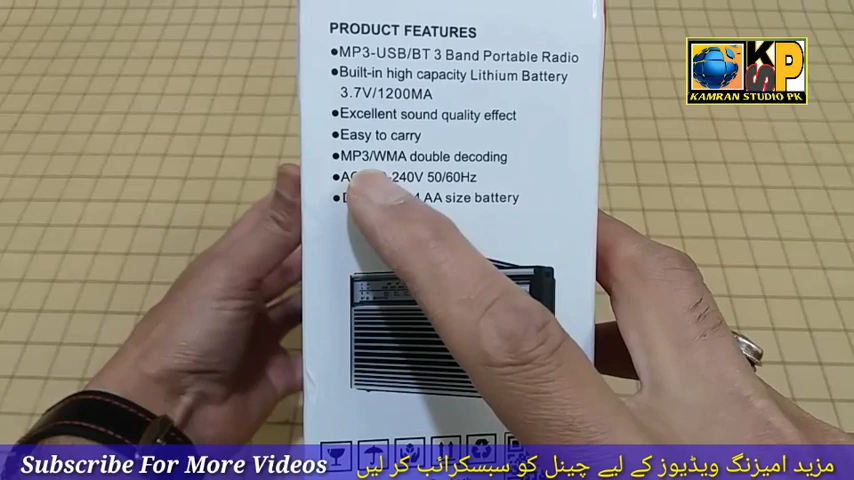 PRODUCT FEATURES
●MP3-USB/BT 3 Band Portable Radio
●Built-in high capacity Lithium Battery
3.7V/1200MA
●Excellent sound quality effect
●Easy to carry
●MP3/WMA double decoding
240V 50/60Hz
AA size battery
KSP
KAMRAN STUDIO PK
Subscribe For More Videos
مزید امیزنگ ویڈیوز کے لیے چینل کو سبسکرائب کر لیں